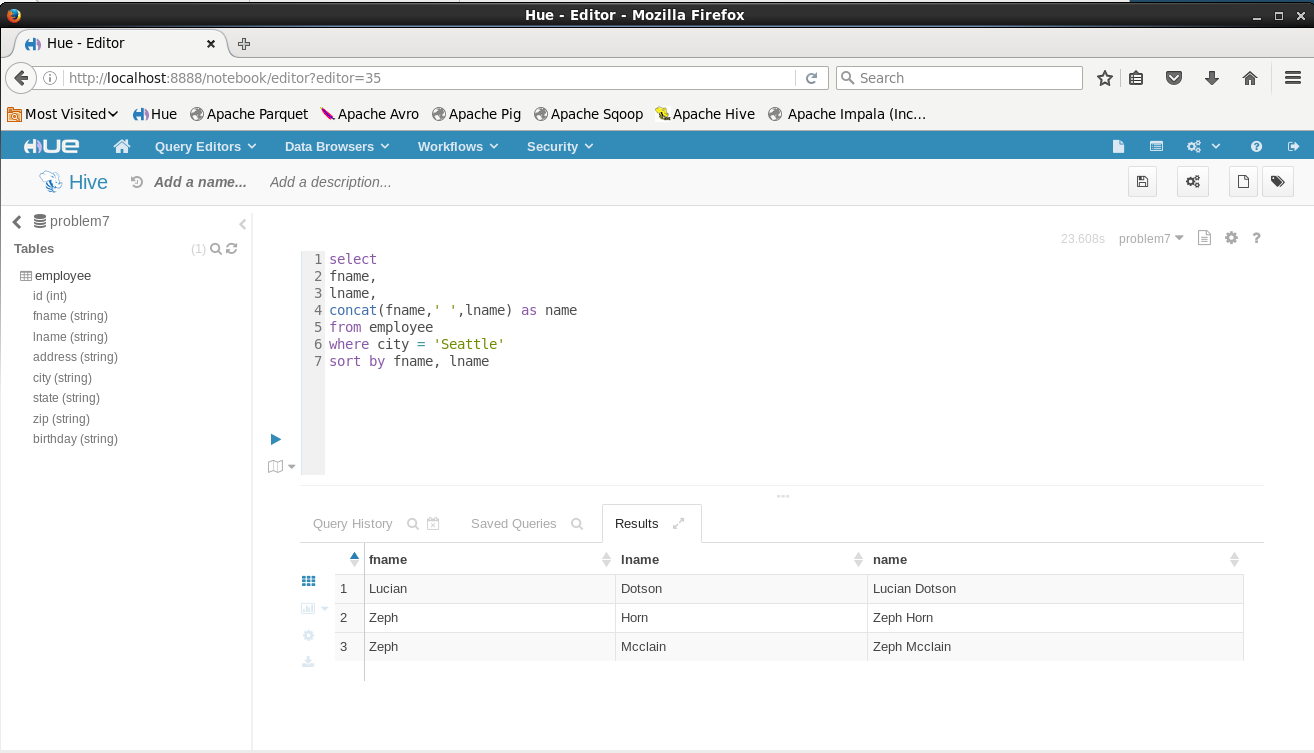 Hue - Editor - Mozilla Firefox
Hue - Editor
http://localhost:8888/notebook/editor?editor=35
Search
Most Visited Hue Apache Parquet Apache Avro Apache Pig Apache Sqoop Apache Hive Apache Impala (Inc...
HUE Query Editors Data Browsers Workflows Security ?
Hive Add a name... Add a description...
problem7
Tables (1)
employee
id (int)
fname (string)
lname (string)
address (string)
city (string)
state (string)
zip (string)
birthday (string)
23.608s problem7 ?
1 select
2 fname,
3 lname,
4 concat(fname,' ',lname) as name
5 from employee
6 where city = 'Seattle'
7 sort by fname, lname
Query History Saved Queries Results
fname lname name
1 Lucian Dotson Lucian Dotson
2 Zeph Horn Zeph Horn
3 Zeph Mcclain Zeph Mcclain